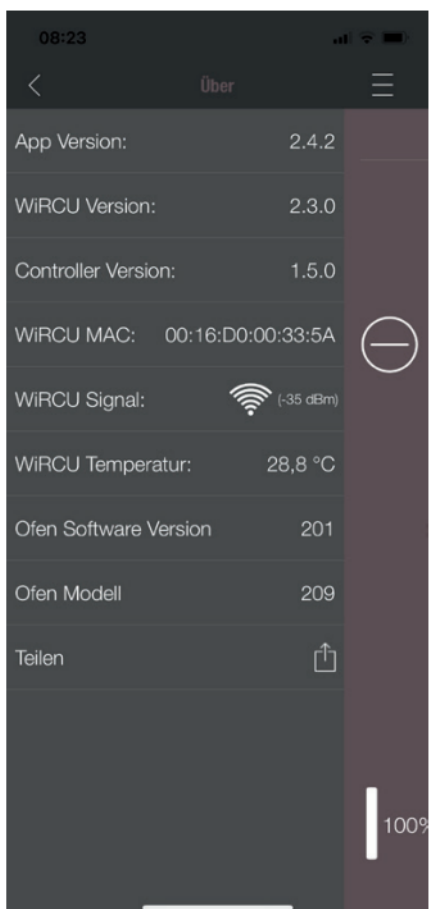 08:23
Über
App Version: 2.4.2
WiRCU Version: 2.3.0
Controller Version: 1.5.0
WiRCU MAC: 00:16:D0:00:33:5A
WiRCU Signal: (-35 dBm)
WiRCU Temperatur: 28,8 °C
Ofen Software Version 201
Ofen Modell 209
Teilen
100%